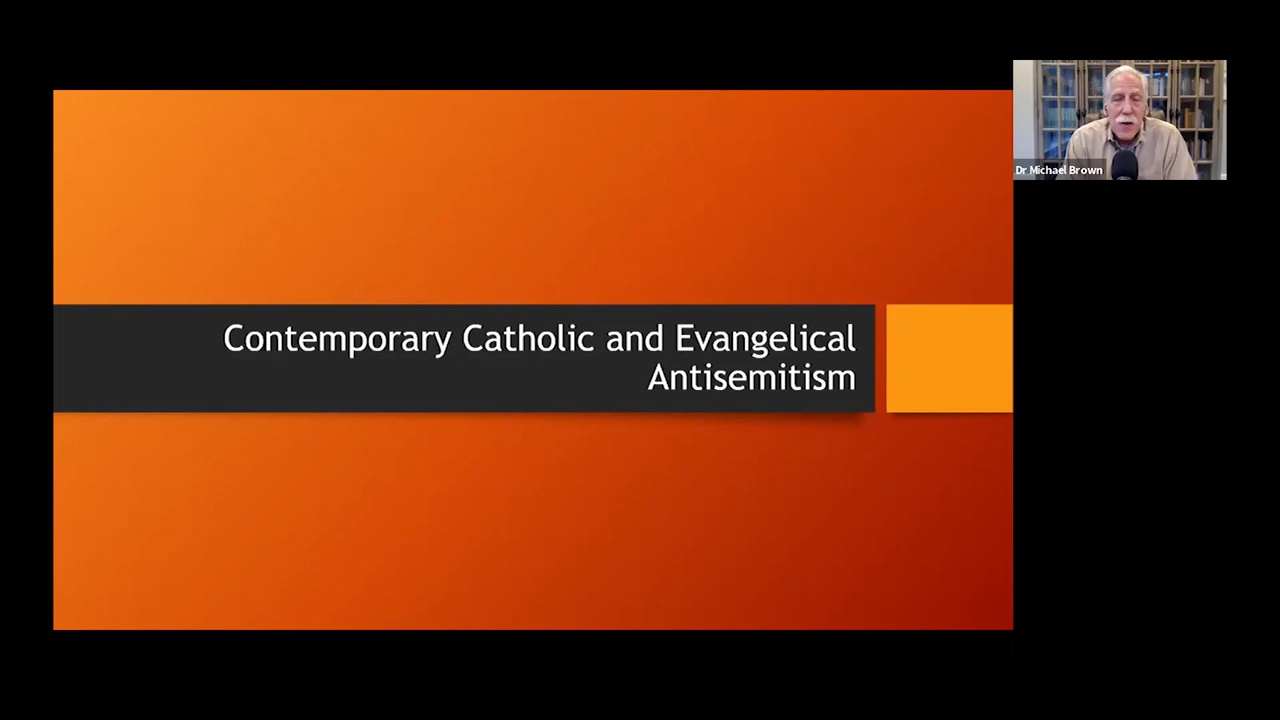 Contemporary Catholic and Evangelical
Antisemitism
Dr Michael Brown